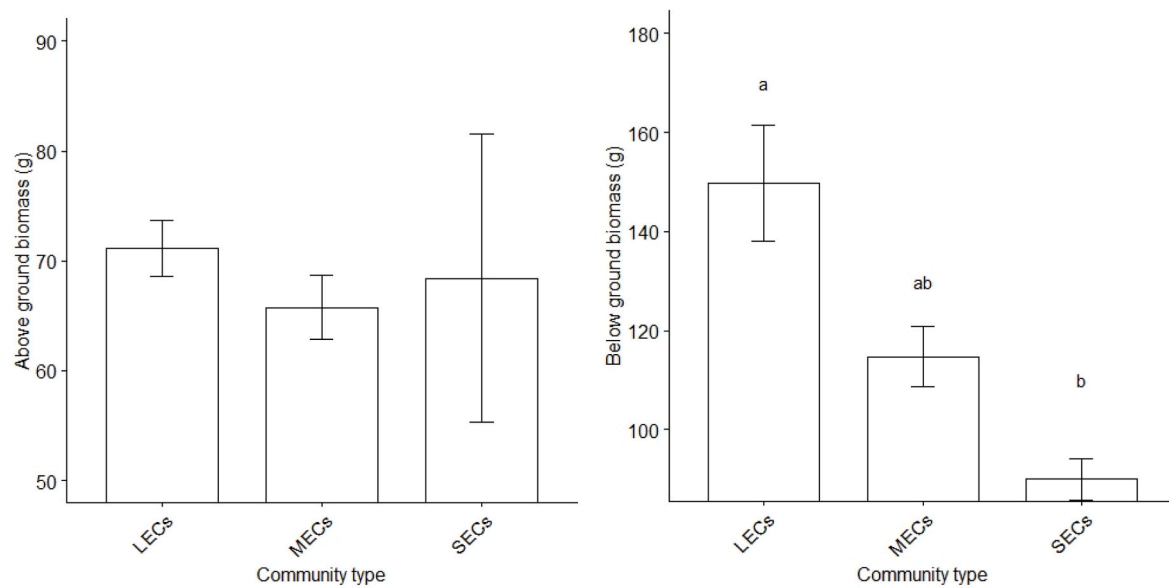 Above ground biomass (g)
90
80
70
60
50
LECs
MECs
SECs
Community type
Below ground biomass (g)
180
160
140
120
100
a
ab
b
LECs
MECs
SECs
Community type